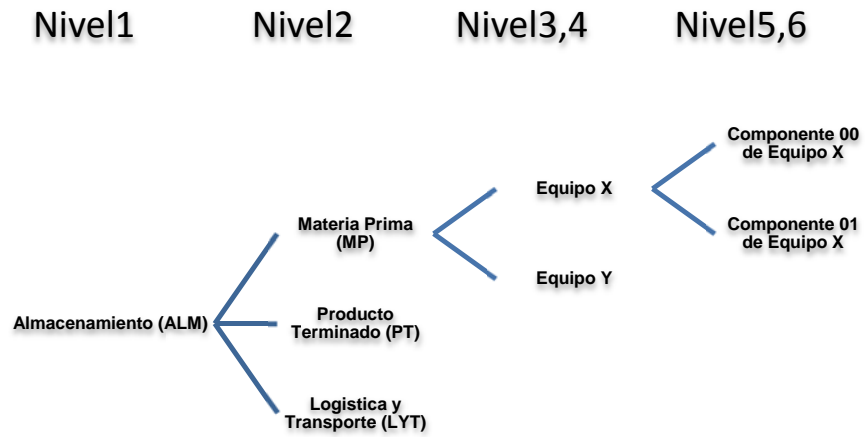 Nivel1
Nivel2
Nivel3,4
Nivel5,6
Componente 00
de Equipo X
Equipo X
Materia Prima
(MP)
Componente 01
de Equipo X
Equipo Y
Almacenamiento (ALM)
Producto
Terminado (PT)
Logistica y
Transporte (LYT)